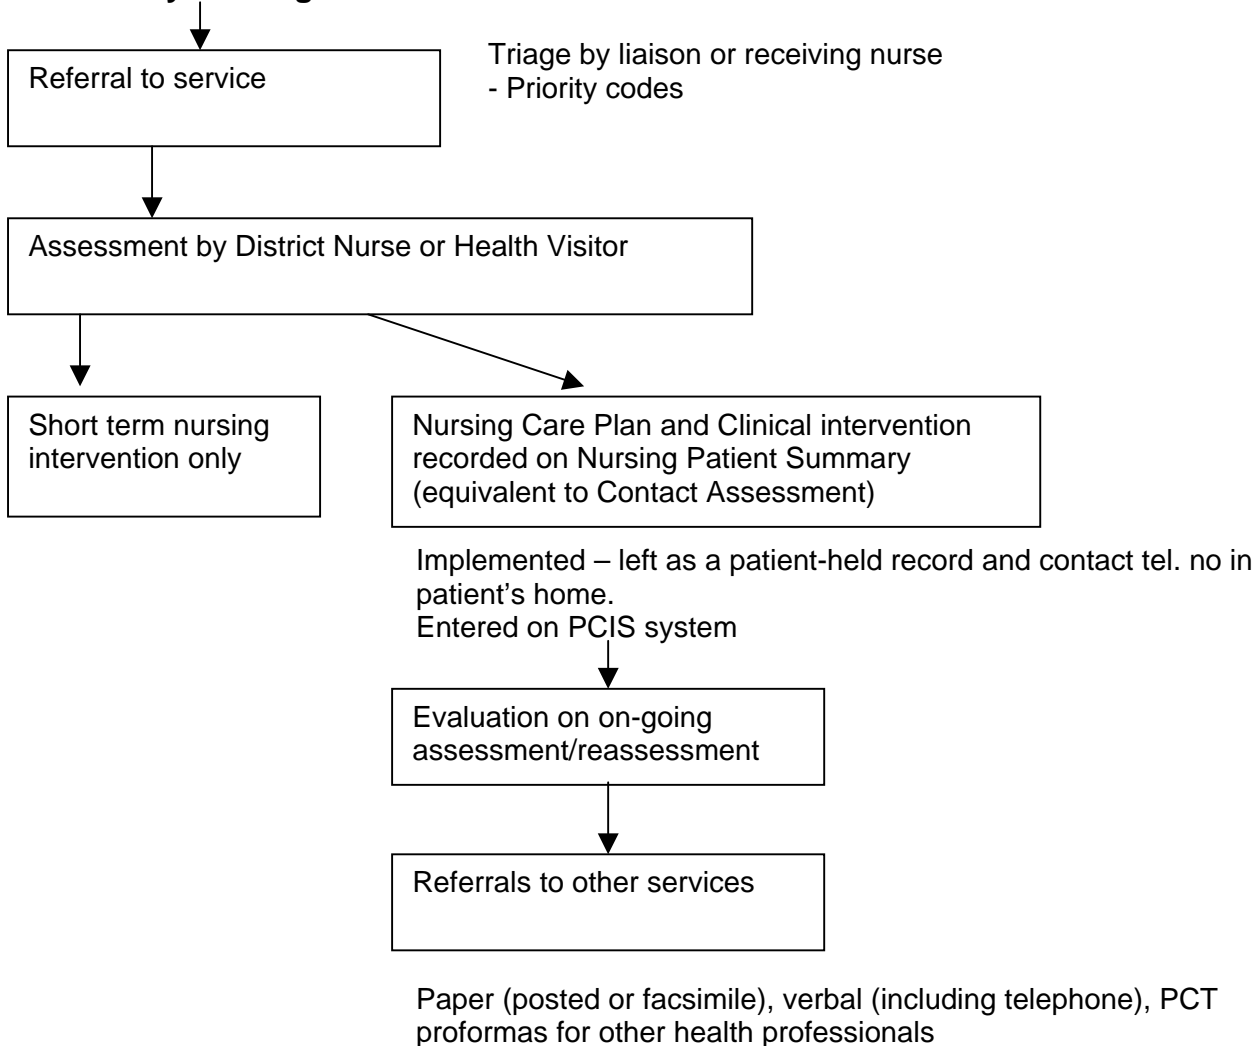 Triage by liaison or receiving nurse
- Priority codes
Referral to service
Assessment by District Nurse or Health Visitor
Short term nursing
intervention only
Nursing Care Plan and Clinical intervention
recorded on Nursing Patient Summary
(equivalent to Contact Assessment)
Implemented – left as a patient-held record and contact tel. no in
patient’s home.
Entered on PCIS system
Evaluation on on-going
assessment/reassessment
Referrals to other services
Paper (posted or facsimile), verbal (including telephone), PCT
proformas for other health professionals